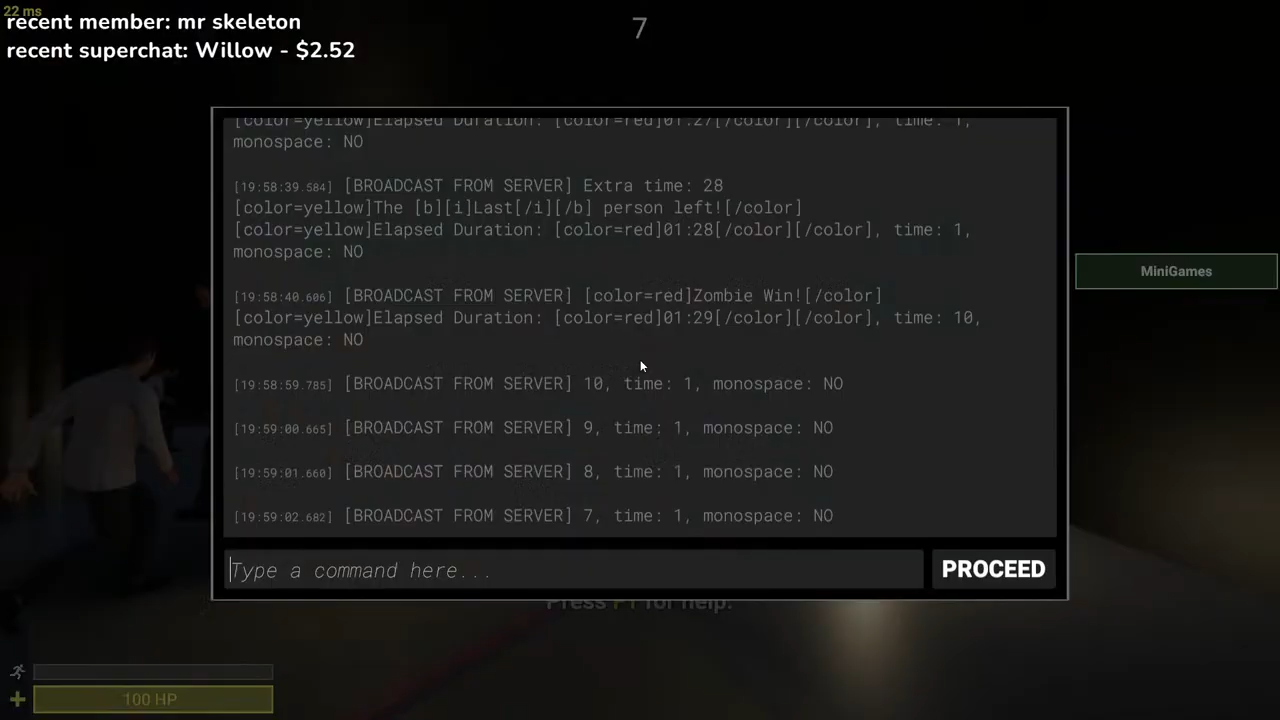 22 ms
recent member: mr skeleton
recent superchat: Willow - $2.52
7
[color=yellow]Elapsed Duration: [color=red]01:27[/color][/color], time: 1,
monospace: NO
[19:58:39.584] [BROADCAST FROM SERVER] Extra time: 28
[color=yellow]The [b][i]Last[/i][/b] person left![/color]
[color=yellow]Elapsed Duration: [color=red]01:28[/color][/color], time: 1,
monospace: NO
[19:58:40.606] [BROADCAST FROM SERVER] [color=red]Zombie Win![/color]
[color=yellow]Elapsed Duration: [color=red]01:29[/color][/color], time: 10,
monospace: NO
[19:58:59.785] [BROADCAST FROM SERVER] 10, time: 1, monospace: NO
[19:59:00.665] [BROADCAST FROM SERVER] 9, time: 1, monospace: NO
[19:59:01.660] [BROADCAST FROM SERVER] 8, time: 1, monospace: NO
[19:59:02.682] [BROADCAST FROM SERVER] 7, time: 1, monospace: NO
MiniGames
Type a command here...
PROCEED
Press F1 for help.
100 HP